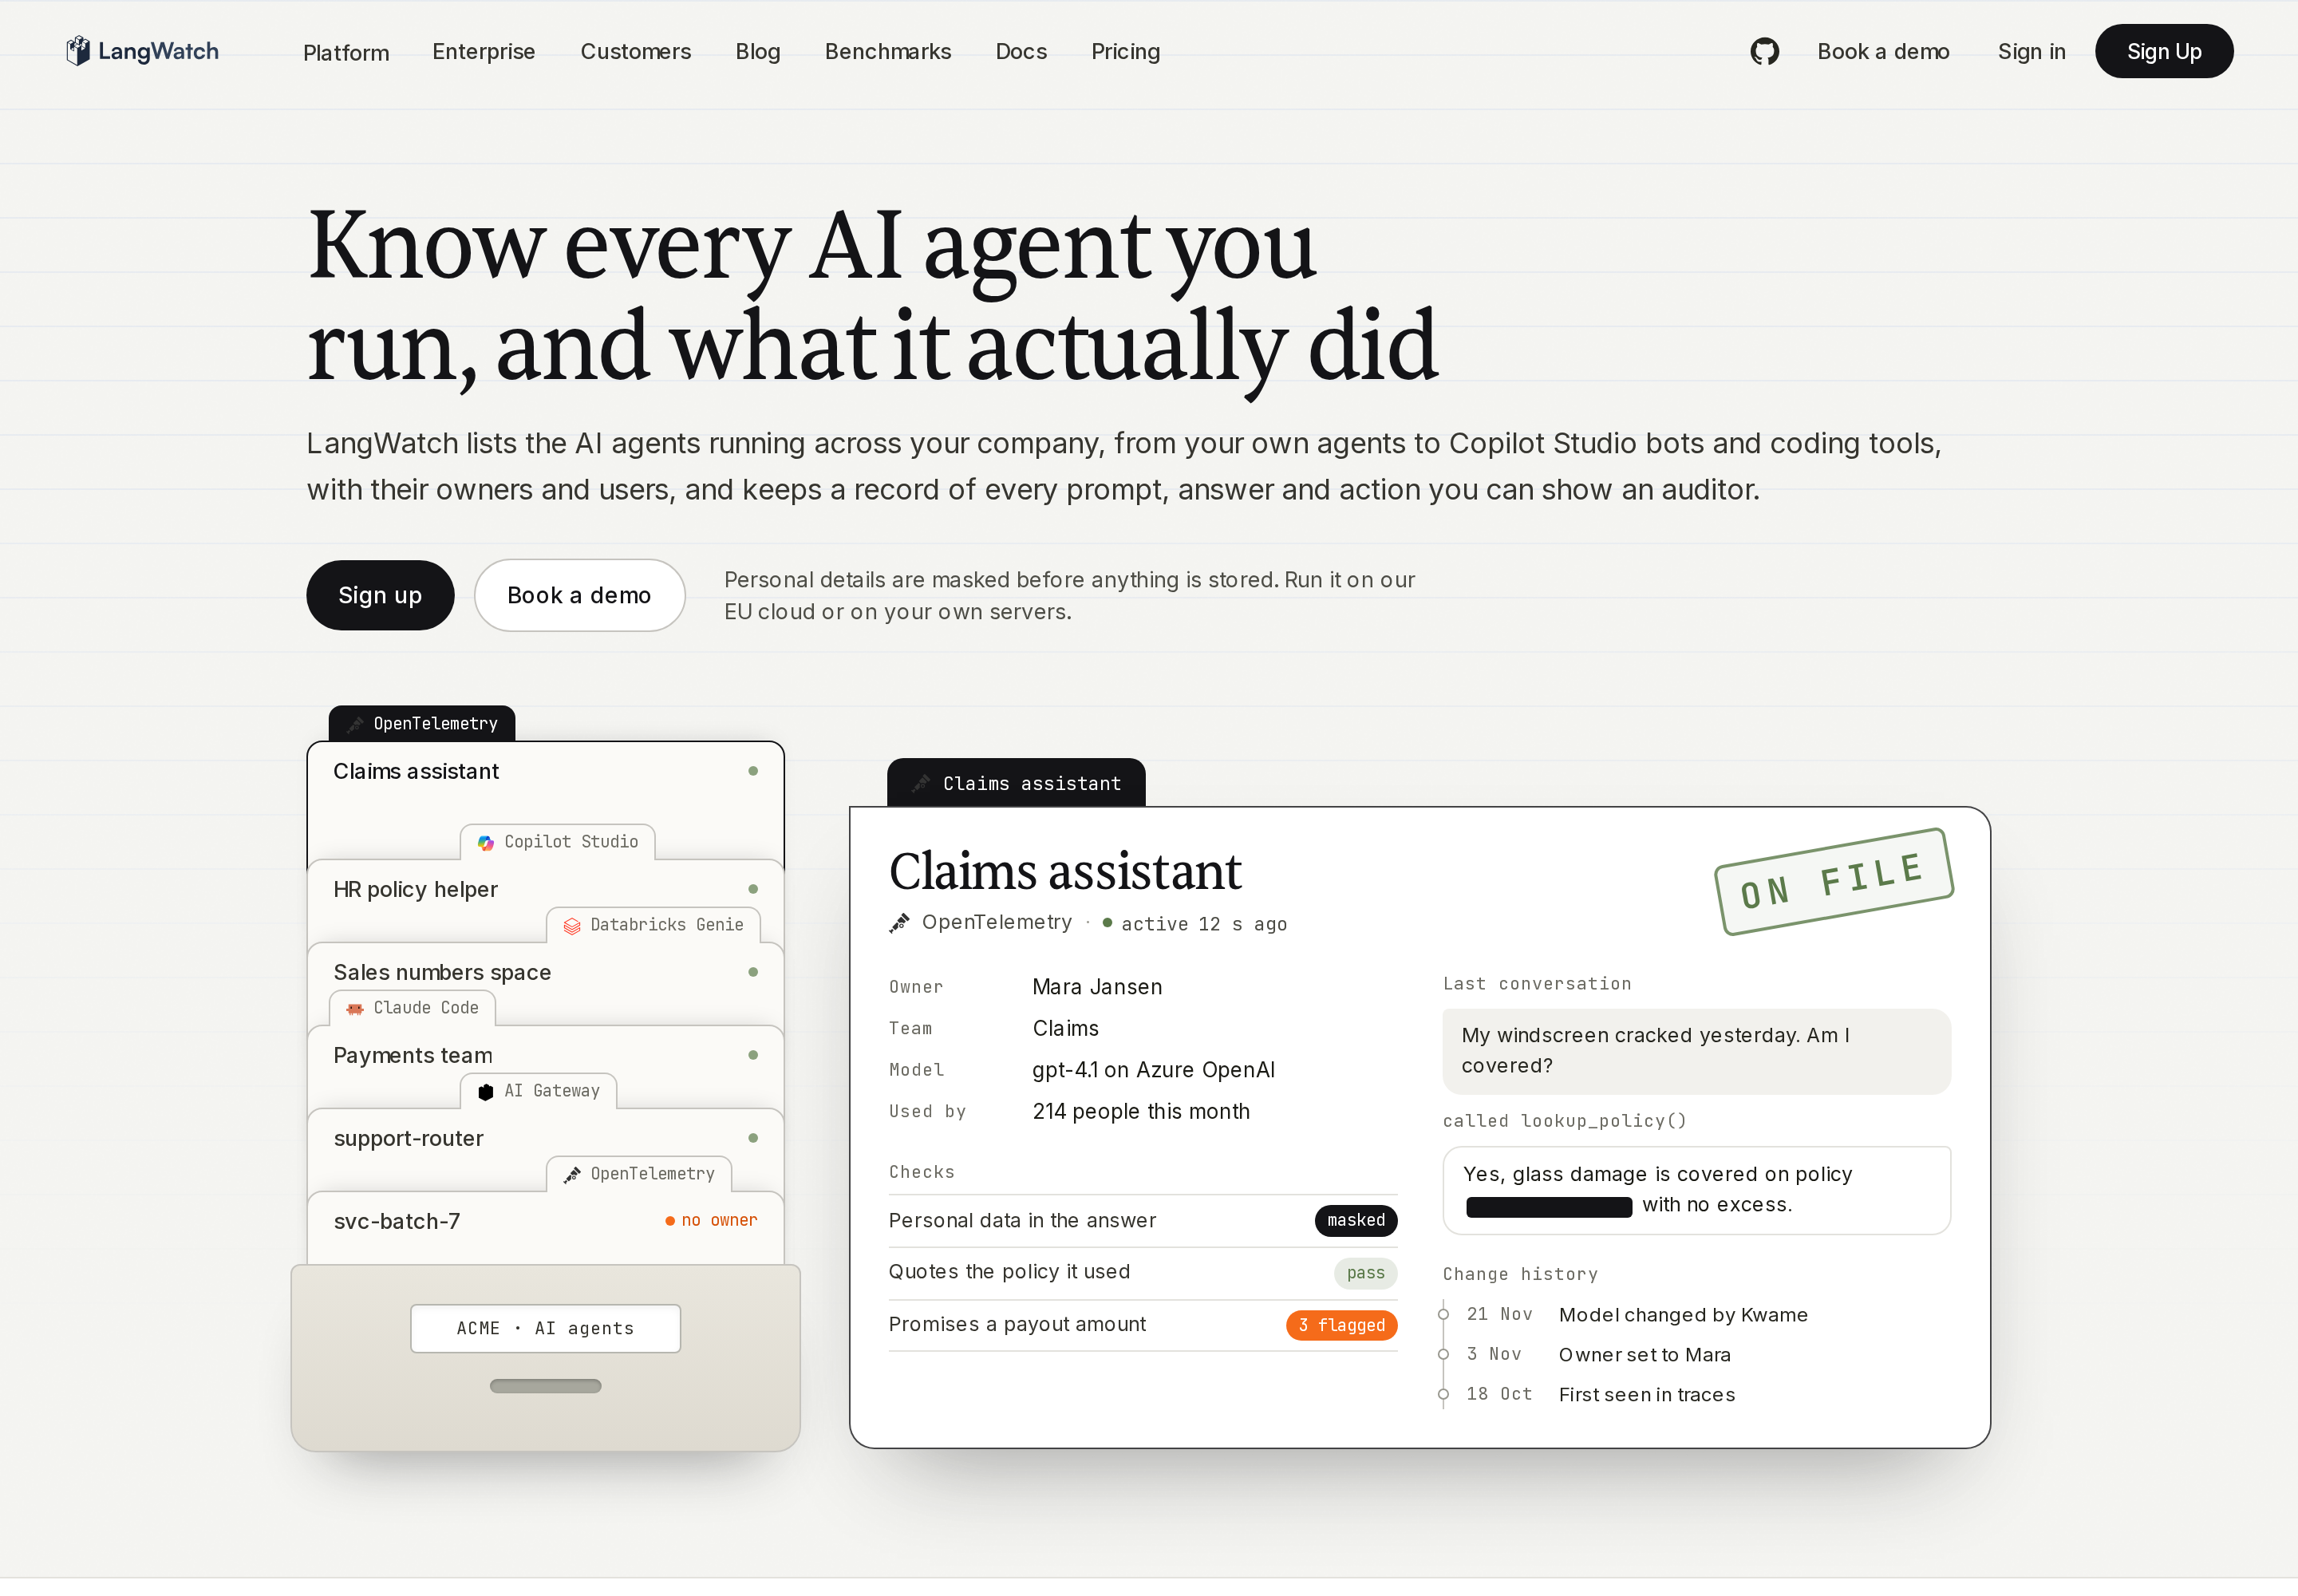 LangWatch
Platform
Enterprise
Customers
Blog
Benchmarks
Docs
Pricing
Book a demo
Sign in
Sign Up
Know every AI agent you
run, and what it actually did
LangWatch lists the AI agents running across your company, from your own agents to Copilot Studio bots and coding tools,
with their owners and users, and keeps a record of every prompt, answer and action you can show an auditor.
Sign up
Book a demo
Personal details are masked before anything is stored. Run it on our
EU cloud or on your own servers.
OpenTelemetry
Claims assistant
Copilot Studio
HR policy helper
Databricks Genie
Sales numbers space
Claude Code
Payments team
AI Gateway
support-router
OpenTelemetry
svc-batch-7
no owner
ACME · AI agents
Claims assistant
Claims assistant
ON FILE
OpenTelemetry · active 12 s ago
Owner Mara Jansen
Team Claims
Model gpt-4.1 on Azure OpenAI
Used by 214 people this month
Checks
Personal data in the answer masked
Quotes the policy it used pass
Promises a payout amount 3 flagged
Last conversation
My windscreen cracked yesterday. Am I
covered?
called lookup_policy()
Yes, glass damage is covered on policy
with no excess.
Change history
21 Nov Model changed by Kwame
3 Nov Owner set to Mara
18 Oct First seen in traces